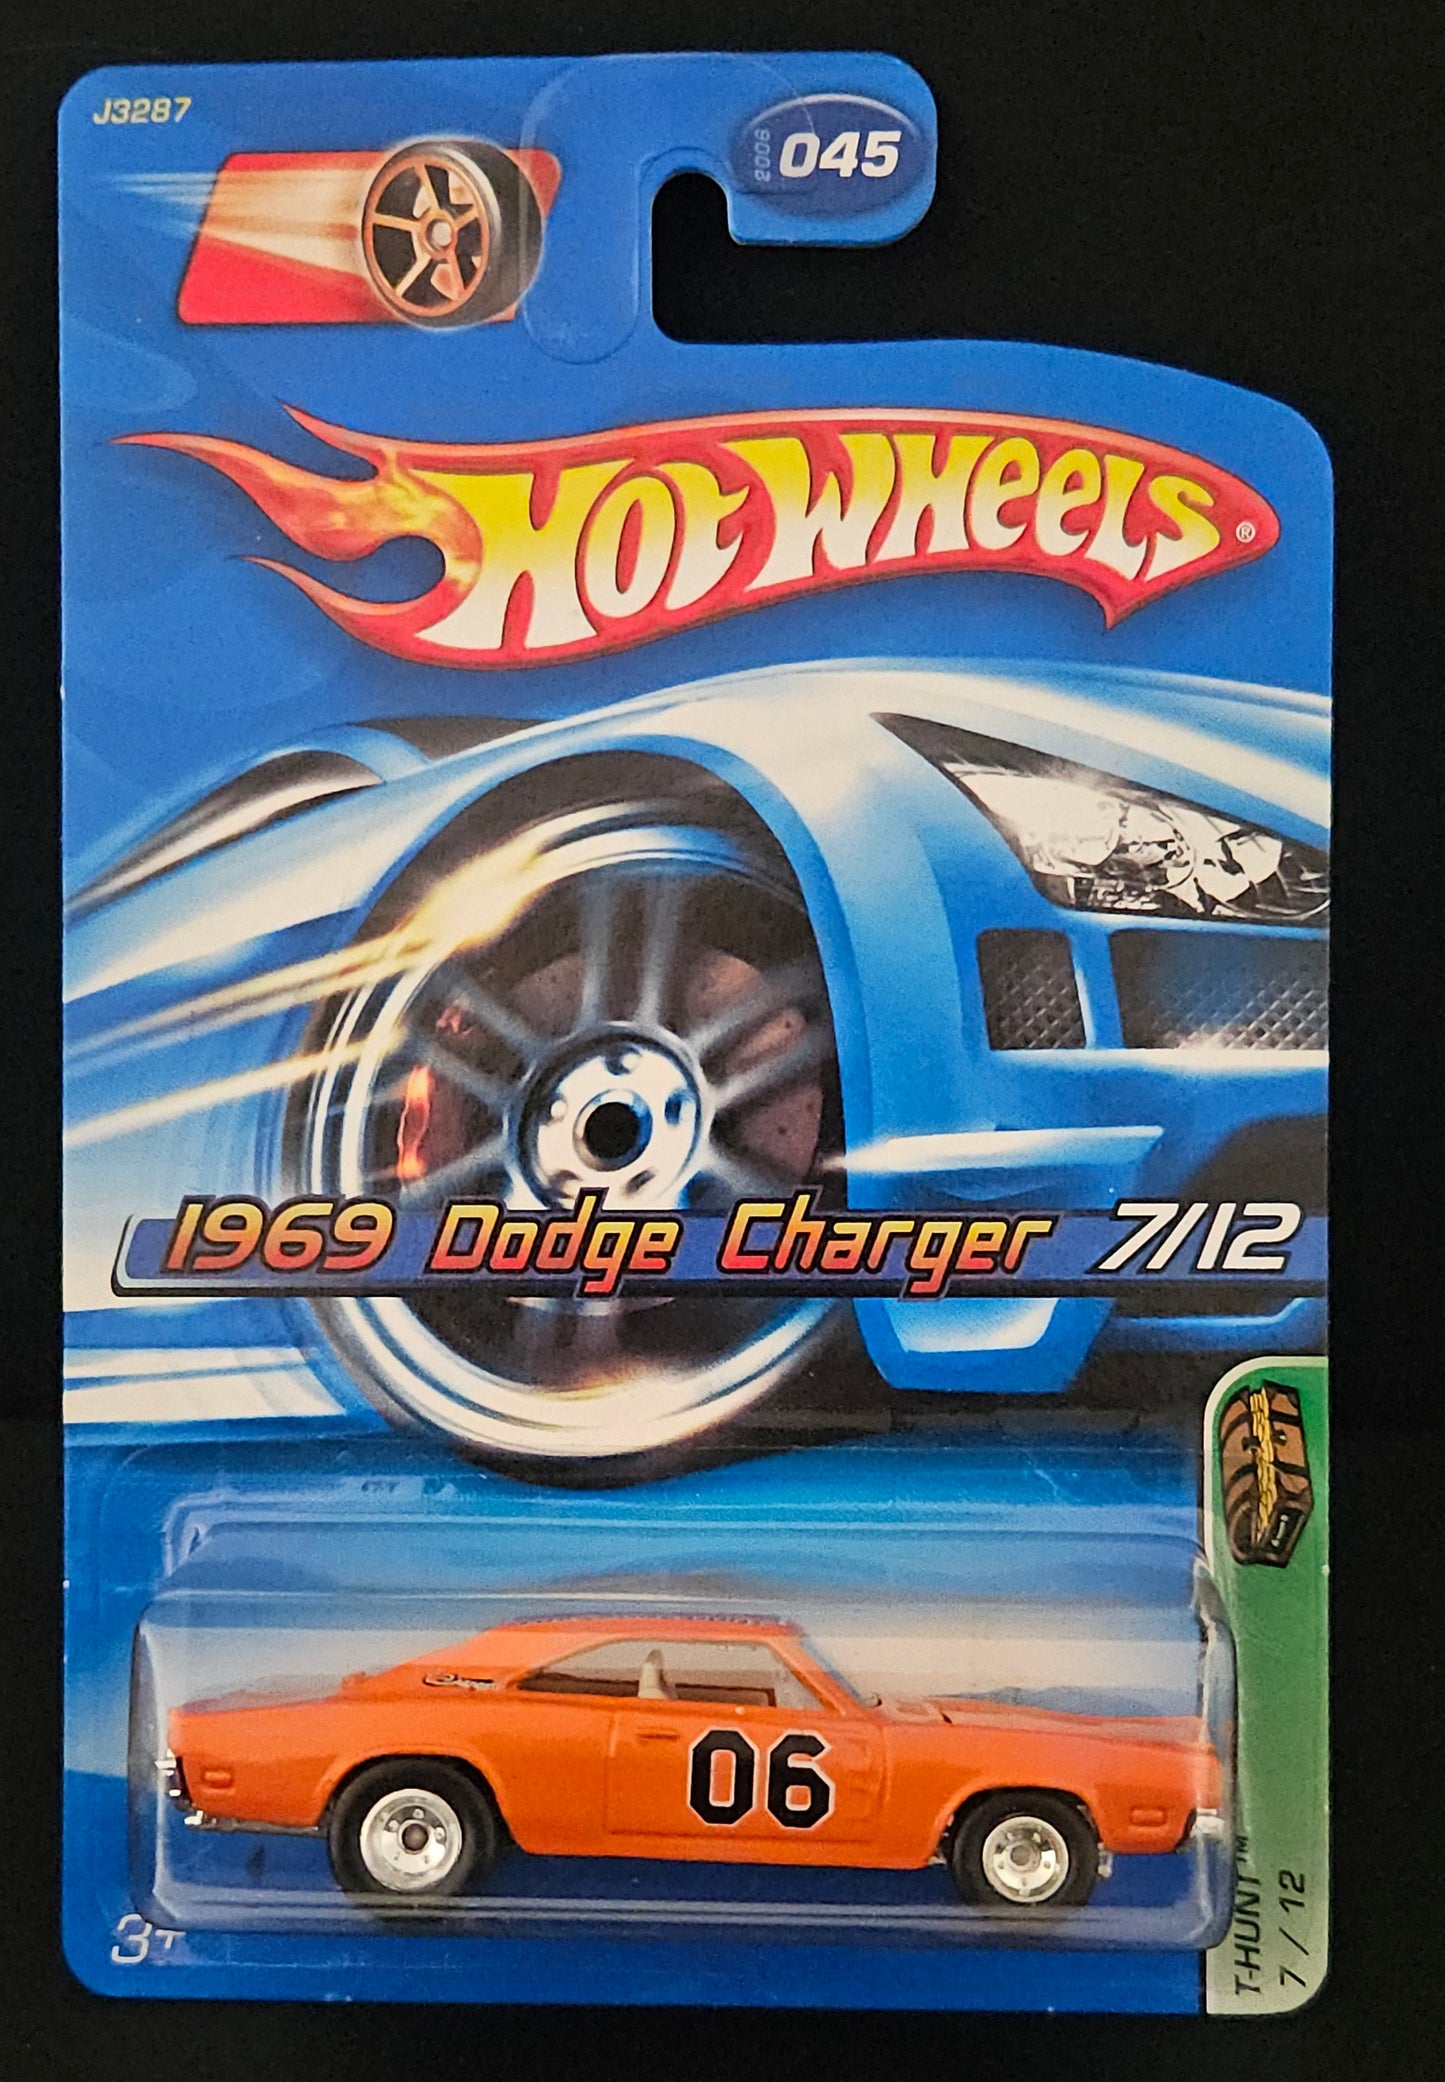 J3287
2006
045
HOT WHEELS®
1969 Dodge Charger 7/12
06
3+
T-HUNT™
7/12